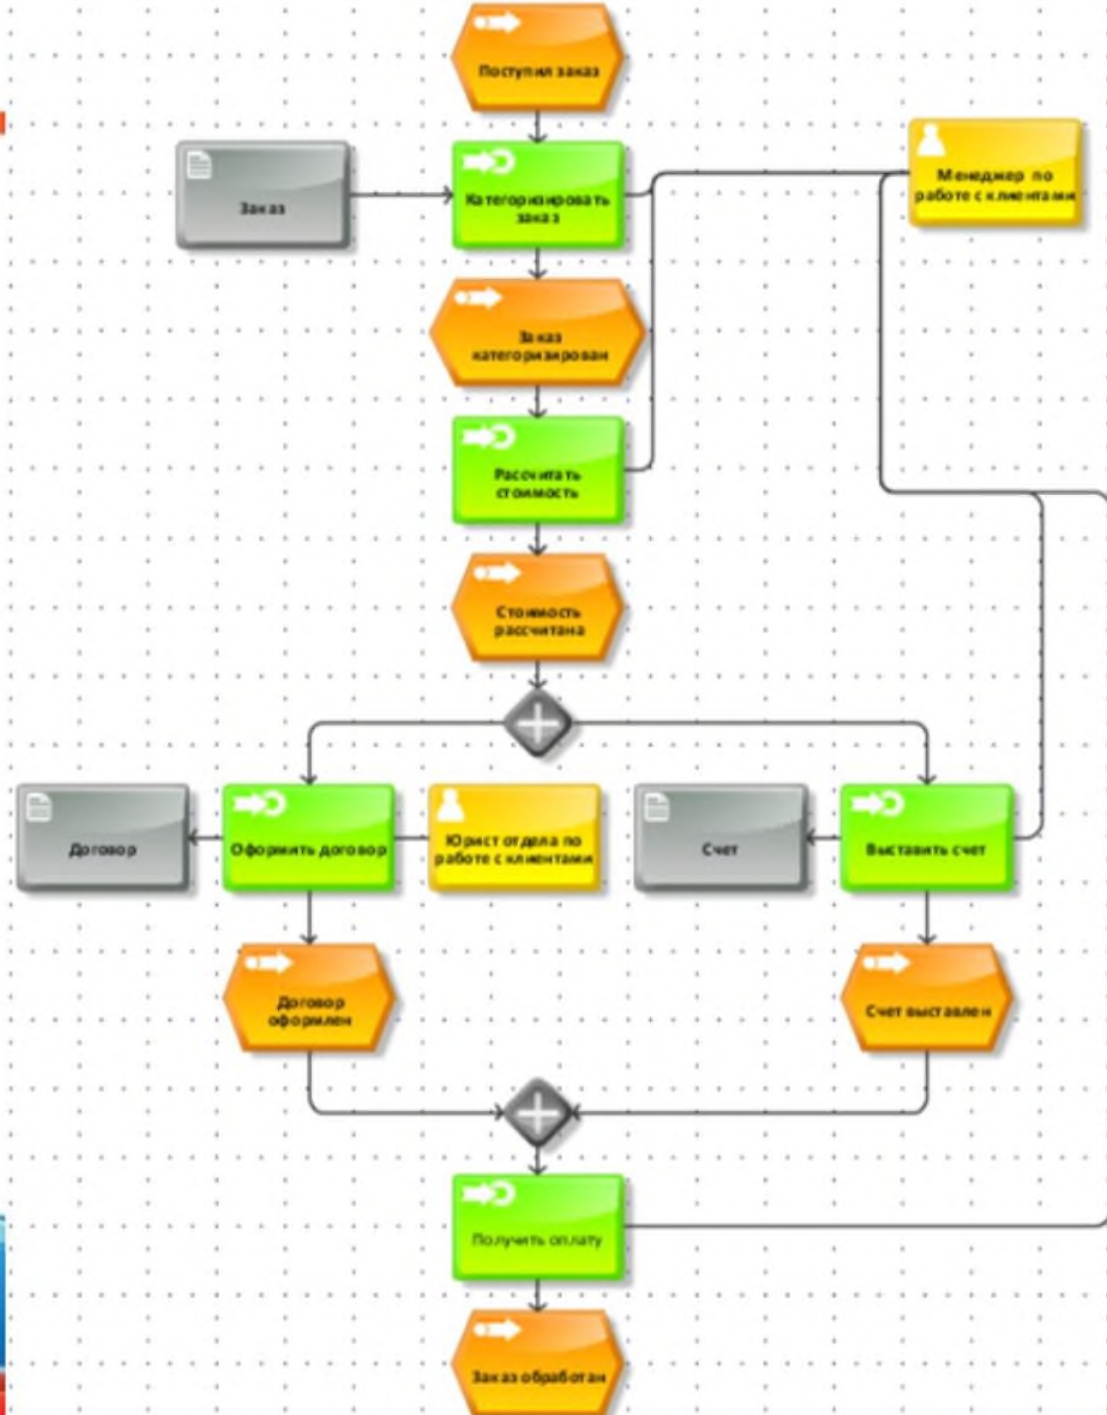 Поступил заказ
Заказ
Категоризировать
заказ
Менеджер по
работе с клиентами
Заказ
категоризирован
Рассчитать
стоимость
Стоимость
рассчитана
Договор
Оформить договор
Юрист отдела по
работе с клиентами
Счет
Выставить счет
Договор
оформлен
Счет выставлен
Получить оплату
Заказ обработан